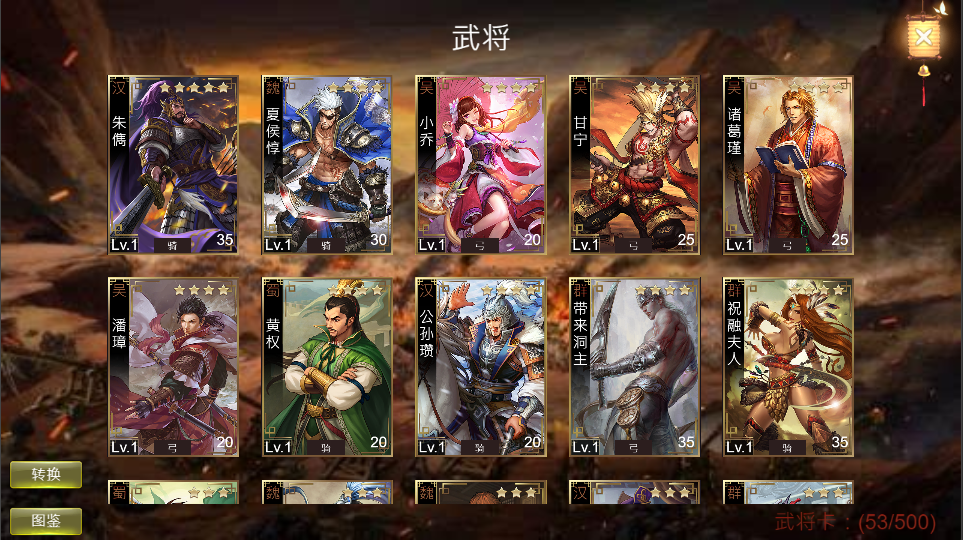 武将
汉
朱儁
Lv.1
骑
35
魏
夏侯惇
Lv.1
骑
30
吴
小乔
Lv.1
弓
20
吴
甘宁
Lv.1
弓
25
吴
诸葛瑾
Lv.1
弓
25
吴
潘璋
Lv.1
弓
20
蜀
黄权
Lv.1
骑
20
汉
公孙瓒
Lv.1
骑
20
群
带来洞主
Lv.1
弓
35
群
祝融夫人
Lv.1
骑
35
蜀
魏
魏
汉
群
转换
图鉴
武将卡：(53/500)